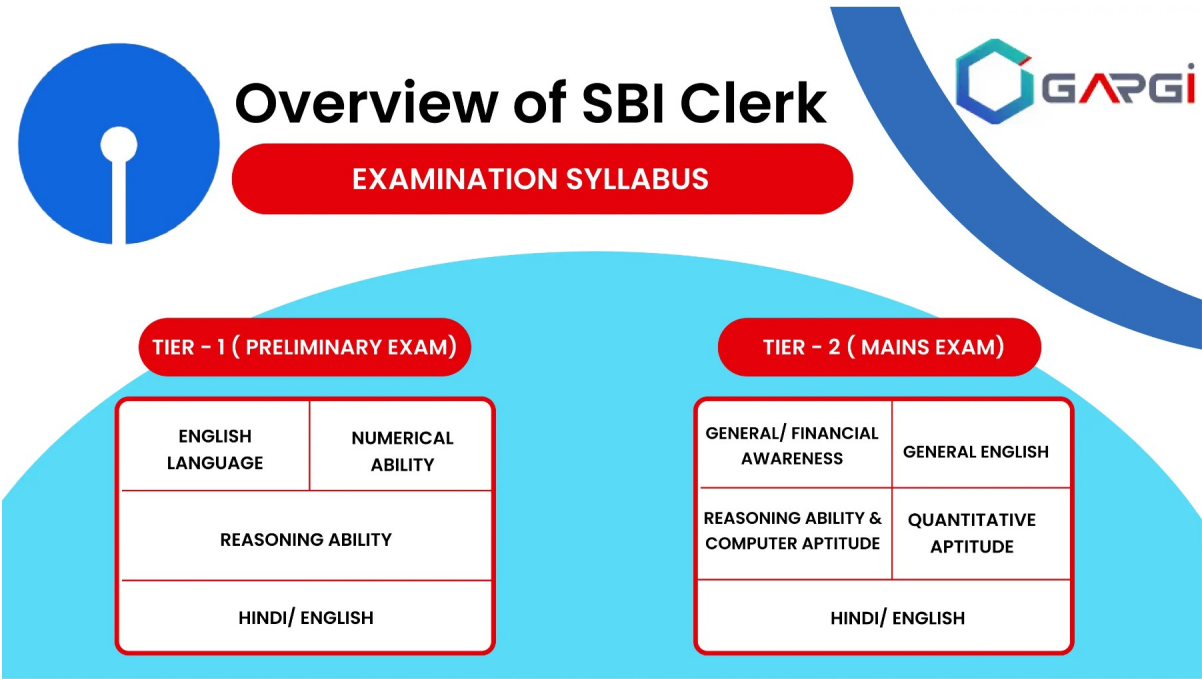 Overview of SBI Clerk
GARGI
EXAMINATION SYLLABUS
TIER - 1 ( PRELIMINARY EXAM)
ENGLISH
LANGUAGE
NUMERICAL
ABILITY
REASONING ABILITY
HINDI/ ENGLISH
TIER - 2 ( MAINS EXAM)
GENERAL/ FINANCIAL
AWARENESS
GENERAL ENGLISH
REASONING ABILITY &
COMPUTER APTITUDE
QUANTITATIVE
APTITUDE
HINDI/ ENGLISH